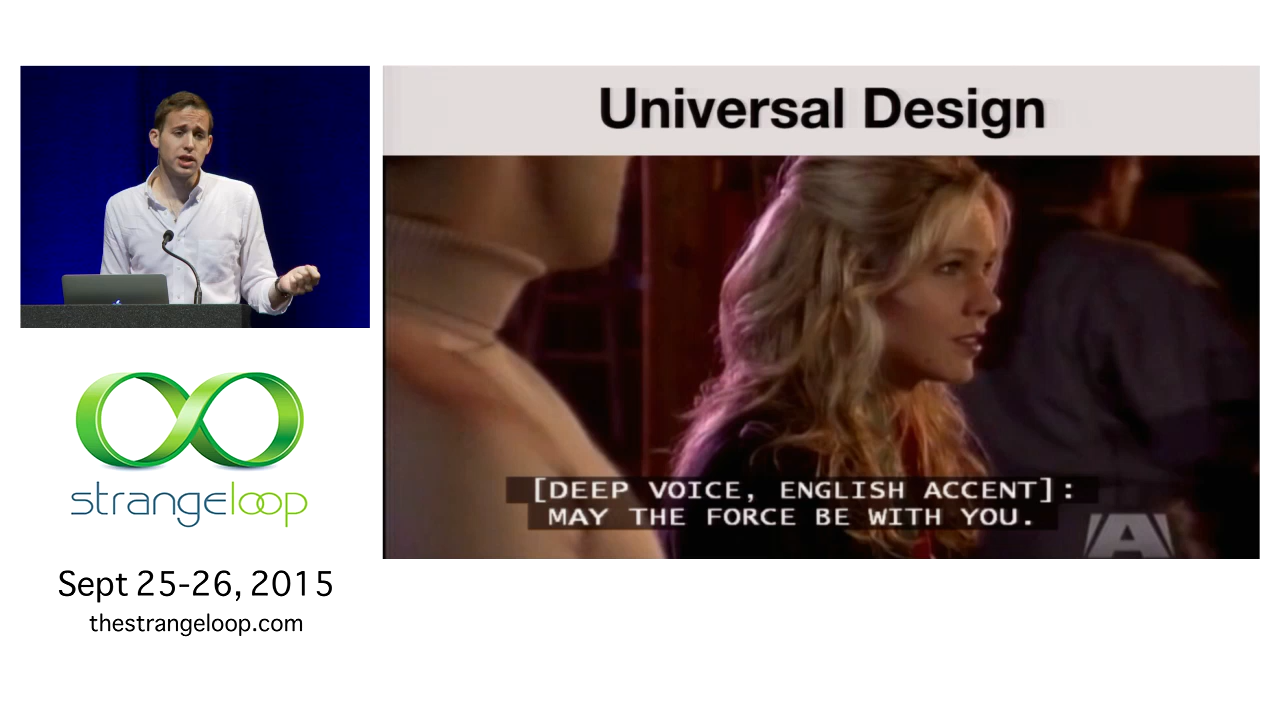 Universal Design
[DEEP VOICE, ENGLISH ACCENT]:
MAY THE FORCE BE WITH YOU.
A
strangeloop
Sept 25-26, 2015
thestrangeloop.com